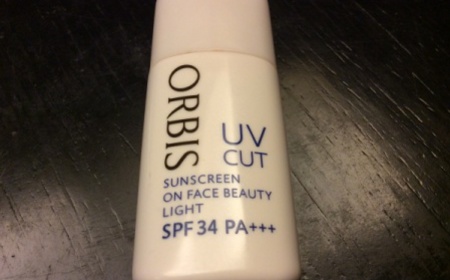 ORBIS
UV
CUT
SUNSCREEN
ON FACE BEAUTY
LIGHT
SPF 34 PA+++